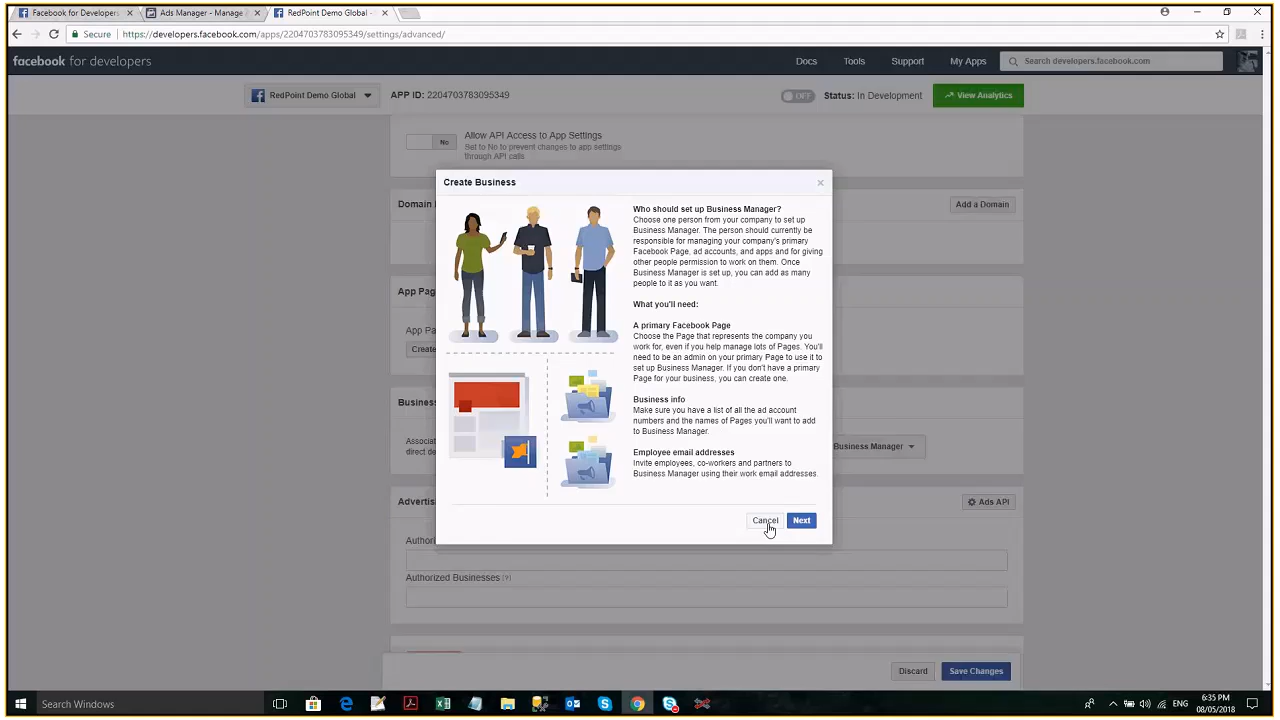 Facebook for Developers
Ads Manager - Manage
RedPoint Demo Global -
Secure
https://developers.facebook.com/apps/2204703783095349/settings/advanced/
facebook for developers
Docs
Tools
Support
My Apps
Search developers.facebook.com
RedPoint Demo Global
APP ID: 2204703783095349
OFF
Status: In Development
View Analytics
No
Allow API Access to App Settings
Set to No to prevent changes to app settings
through API calls.
Create Business
Domain
Add a Domain
Who should set up Business Manager?
Choose one person from your company to set up
Business Manager. The person should currently be
responsible for managing your company's primary
Facebook Page, ad accounts, and apps and for giving
other people permission to work on them. Once
Business Manager is set up, you can add as many
people to it as you want.
What you'll need:
A primary Facebook Page
Choose the Page that represents the company you
work for, even if you help manage lots of Pages. You'll
need to be an admin on your primary Page to use it to
set up Business Manager. If you don't have a primary
Page for your business, you can create one.
Business info
Make sure you have a list of all the ad account
numbers and the names of Pages you'll want to add
to Business Manager.
Employee email addresses
Invite employees, co-workers and partners to
Business Manager using their work email addresses.
Cancel
Next
App Pag
App Pa
Create
Business
Associat
direct de
Business Manager
Advertis
Ads API
Authori
Authorized Businesses [?]
Discard
Save Changes
Search Windows
ENG
6:35 PM
08/05/2018